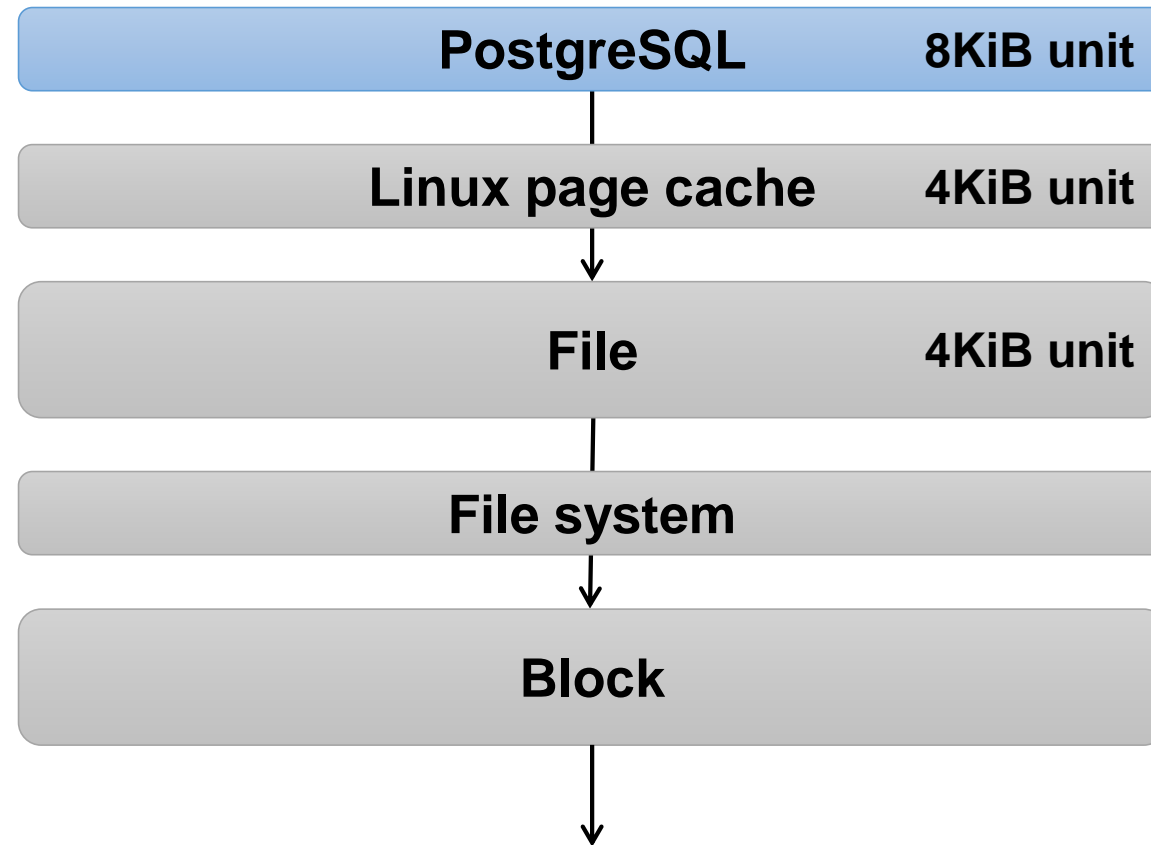 PostgreSQL 8KiB unit
Linux page cache 4KiB unit
File 4KiB unit
File system
Block